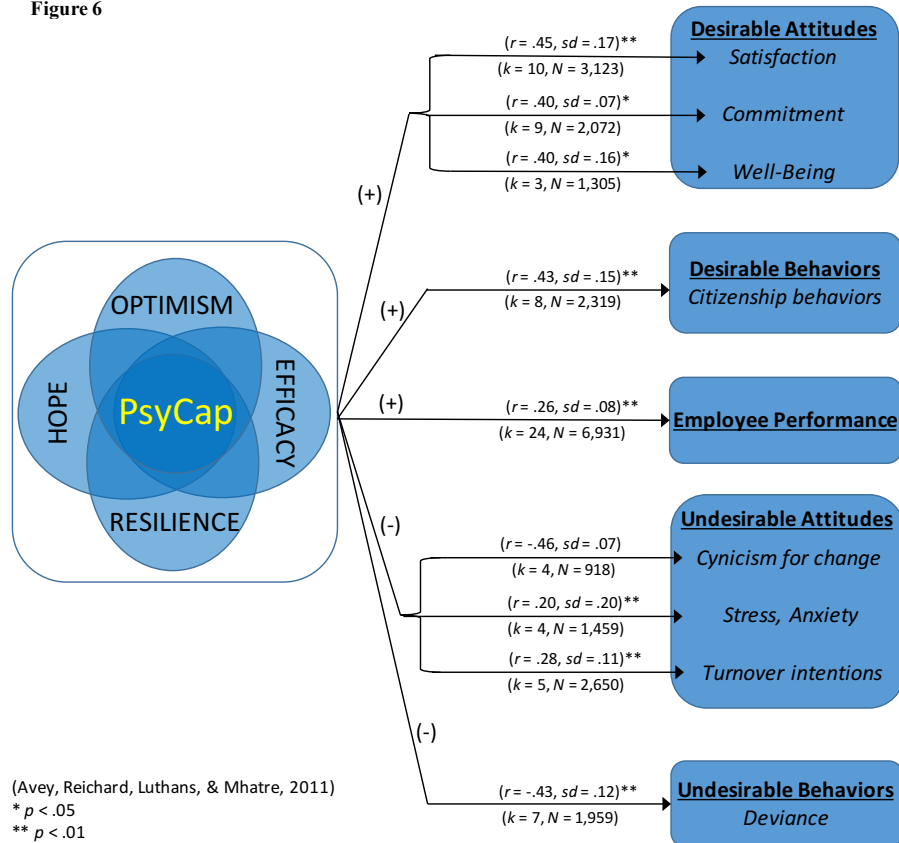 Figure 6
(r = .45, sd = .17)**
(k = 10, N = 3,123)
(r = .40, sd = .07)*
(k = 9, N = 2,072)
(r = .40, sd = .16)*
(k = 3, N = 1,305)
Desirable Attitudes
Satisfaction
Commitment
Well-Being
(+)
(+)
(r = .43, sd = .15)**
(k = 8, N = 2,319)
Desirable Behaviors
Citizenship behaviors
OPTIMISM
HOPE
PsyCap
EFFICACY
RESILIENCE
(+)
(r = .26, sd = .08)**
(k = 24, N = 6,931)
Employee Performance
(-)
(r = -.46, sd = .07)
(k = 4, N = 918)
(r = .20, sd = .20)**
(k = 4, N = 1,459)
(r = .28, sd = .11)**
(k = 5, N = 2,650)
Undesirable Attitudes
Cynicism for change
Stress, Anxiety
Turnover intentions
(-)
(r = -.43, sd = .12)**
(k = 7, N = 1,959)
Undesirable Behaviors
Deviance
(Avey, Reichard, Luthans, & Mhatre, 2011)
* p < .05
** p < .01